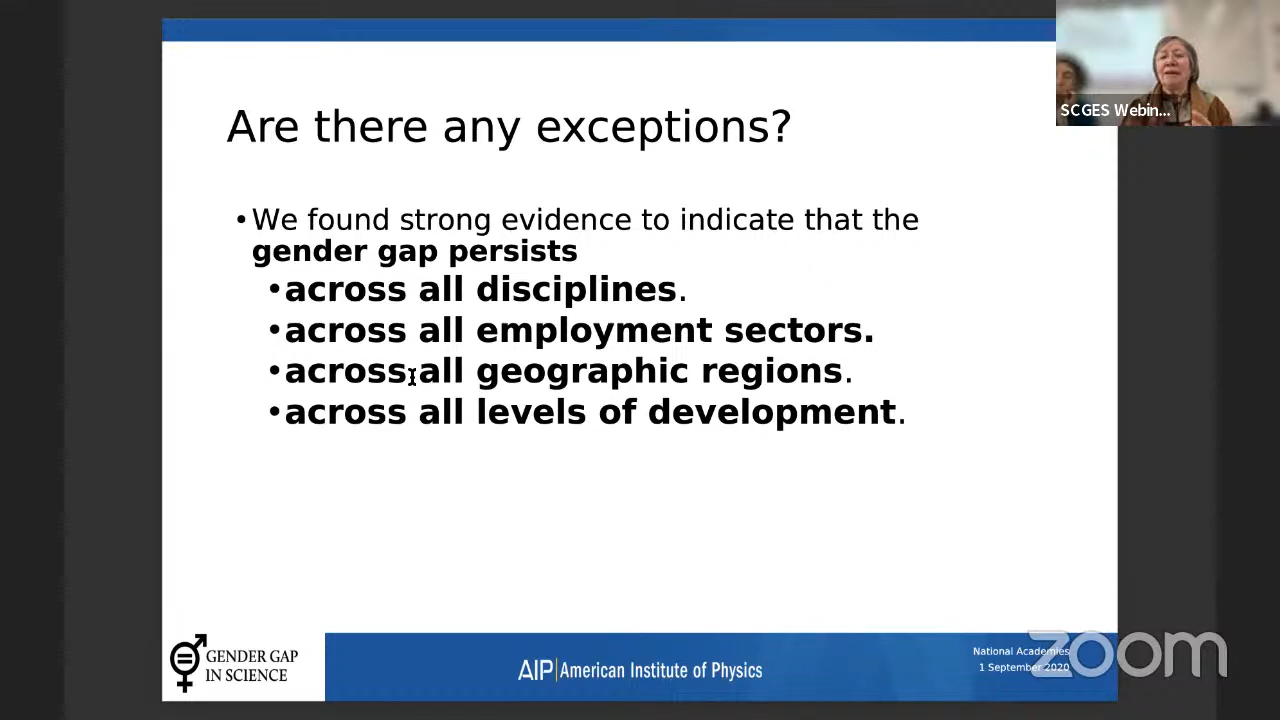 SCGES Webin...
Are there any exceptions?
• We found strong evidence to indicate that the
gender gap persists
• across all disciplines.
• across all employment sectors.
• across all geographic regions.
• across all levels of development.
GENDER GAP
IN SCIENCE
AIP American Institute of Physics
National Academies
1 September 2020
zoom